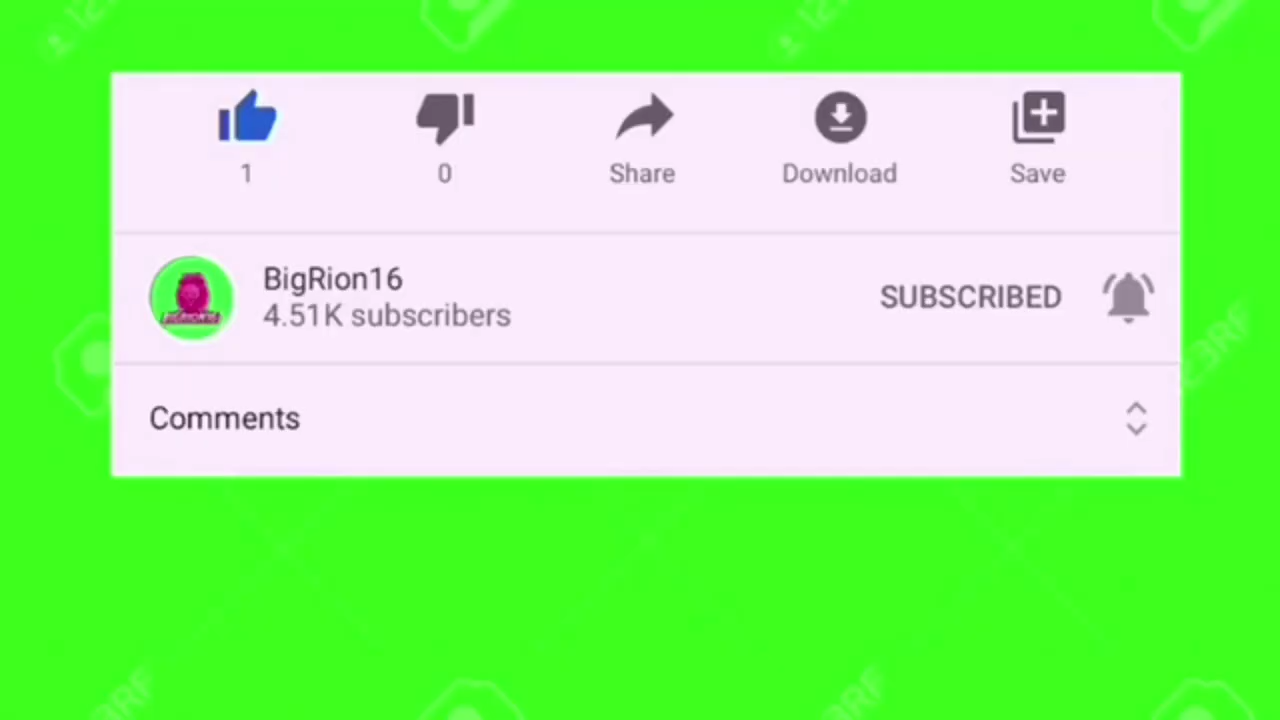 1
0
Share
Download
Save
BigRion16
4.51K subscribers
SUBSCRIBED
Comments